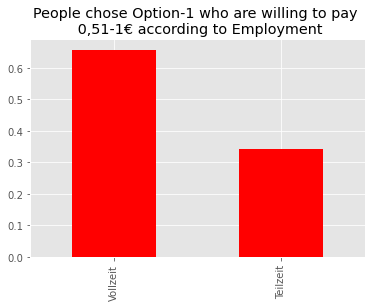 People chose Option-1 who are willing to pay
0,51-1€ according to Employment
0.6
0.5
0.4
0.3
0.2
0.1
0.0
Vollzeit
Teilzeit